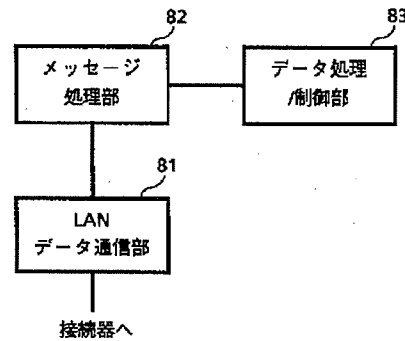 82
メッセージ
処理部
83
データ処理
/制御部
81
LAN
データ通信部
接続器へ